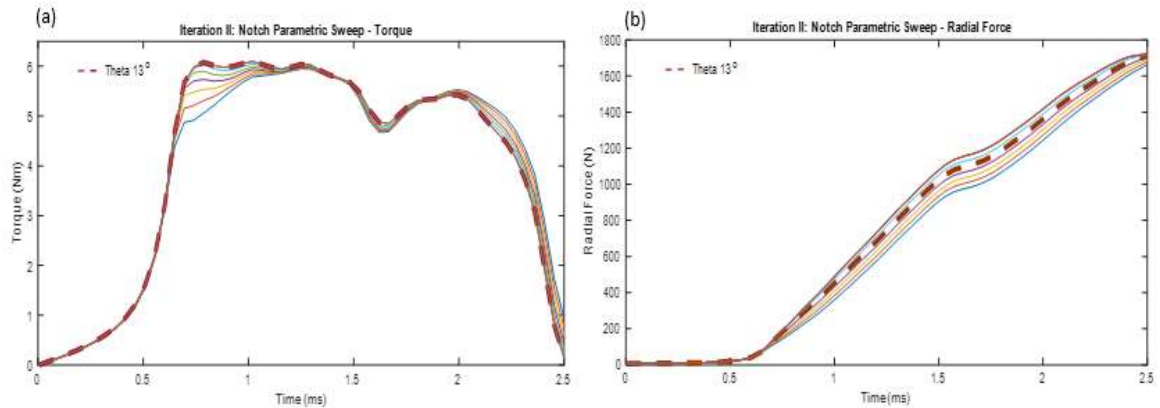 (a)
Iteration II: Notch Parametric Sweep - Torque
Theta 13°
Torque (Nm)
6
5
4
3
2
1
0
0 0.5 1 1.5 2 2.5
Time (ms)
(b)
Iteration II: Notch Parametric Sweep - Radial Force
Theta 13°
Radial Force (N)
1800
1600
1400
1200
1000
800
600
400
200
0
0 0.5 1 1.5 2 2.5
Time (ms)